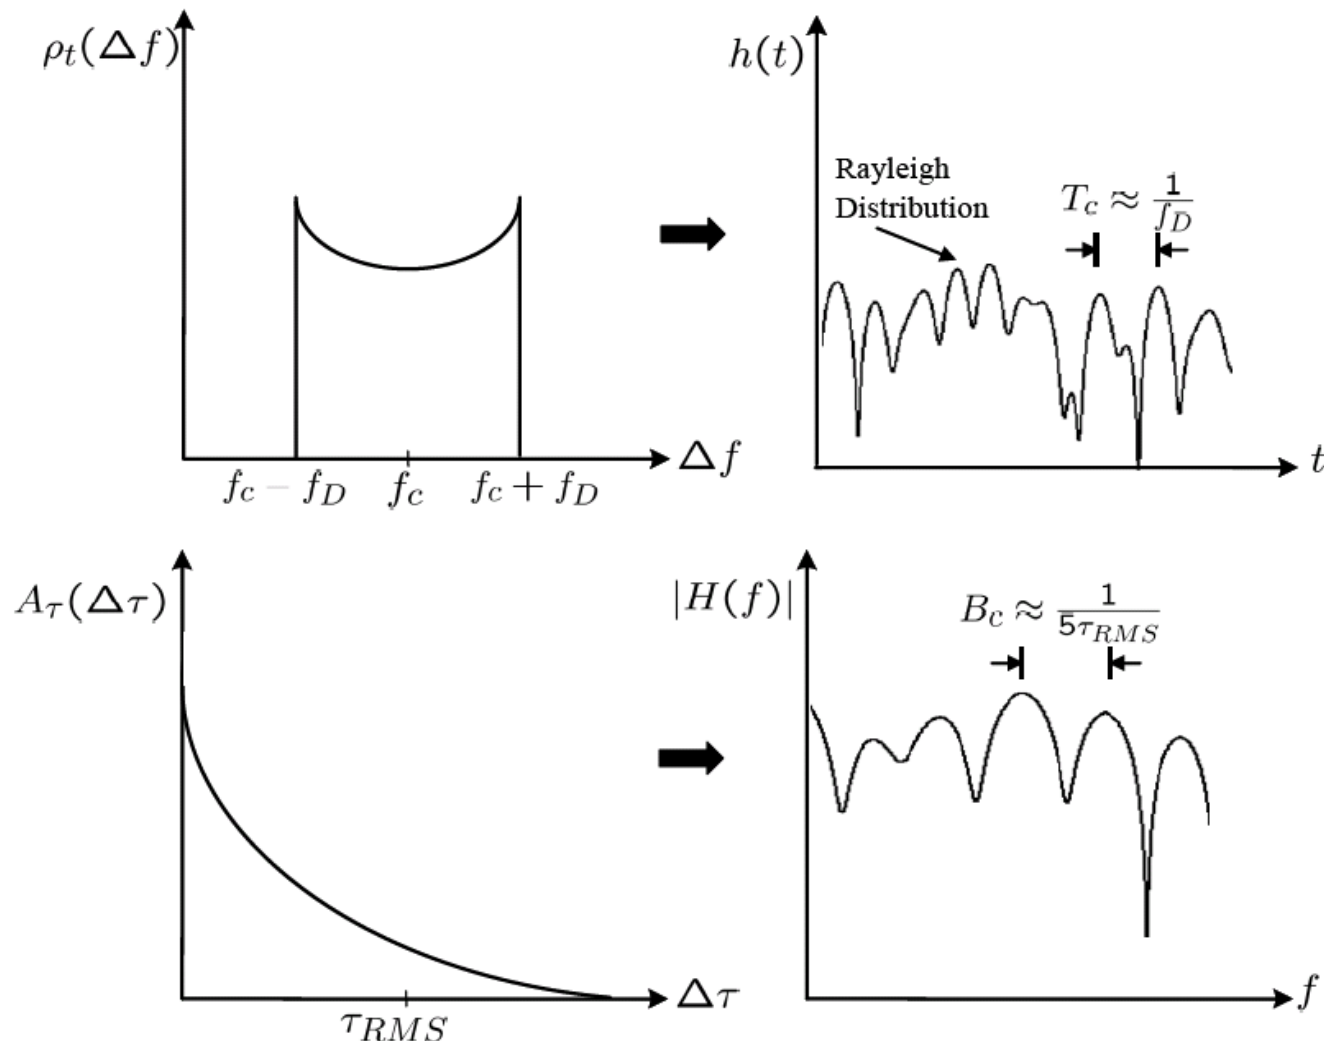 ρ_t(Δf)
h(t)
Rayleigh
Distribution
T_c ≈ 1/f_D
Δf
t
f_c − f_D
f_c
f_c + f_D
A_τ(Δτ)
|H(f)|
B_c ≈ 1/5τ_RMS
Δτ
f
τ_RMS